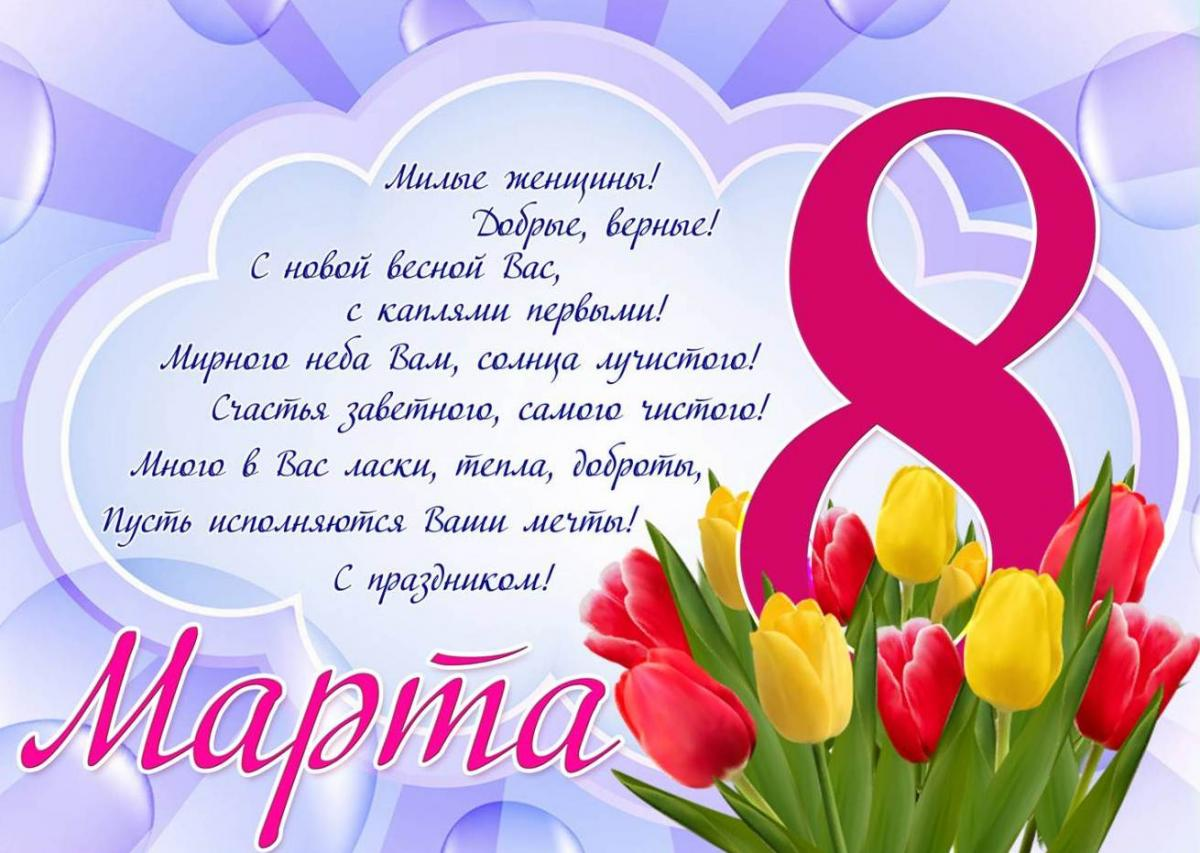 Милые женщины!
Добрые, верные!
С новой весной Вас,
с каплями первыми!
Мирного неба Вам, солнца лучистого!
Счастья заветного, самого чистого!
Много в Вас ласки, тепла, доброты,
Пусть исполняются Ваши мечты!
С праздником!
8
Марта